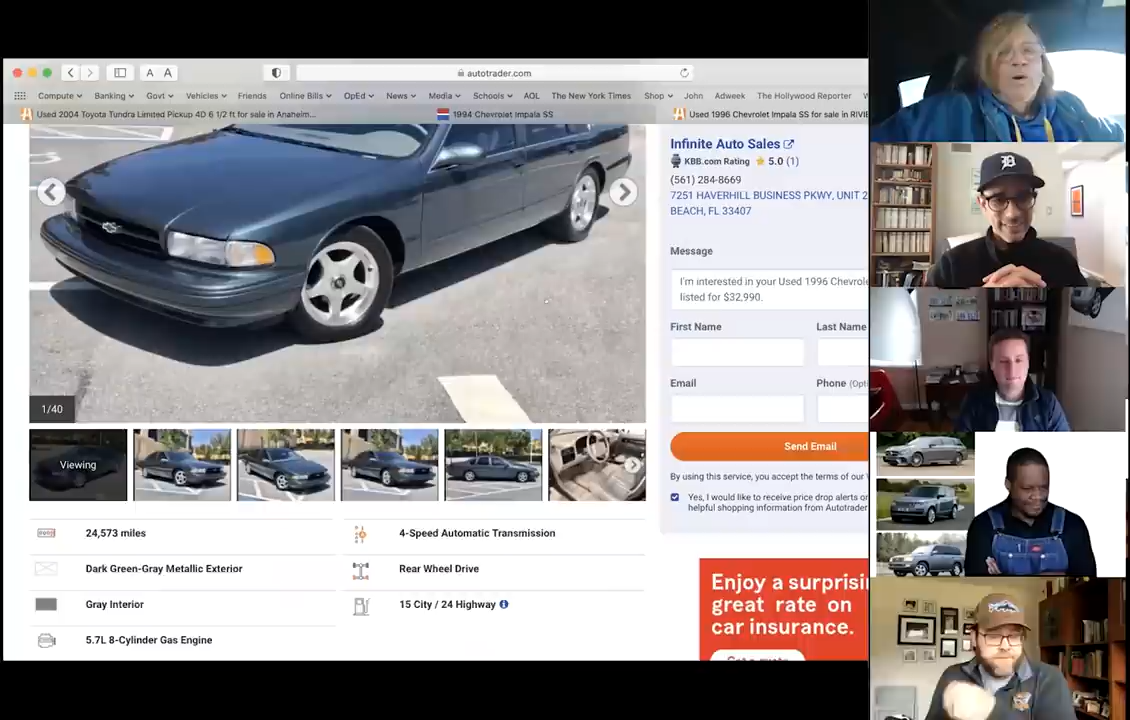 autotrader.com
Compute Banking Govt Vehicles Friends Online Bills OpEd News Media Schools AOL The New York Times Shop John Adweek The Hollywood Reporter
Used 2004 Toyota Tundra Limited Pickup 4D 6 1/2 ft for sale in Anaheim...
1994 Chevrolet Impala SS
Used 1996 Chevrolet Impala SS for sale in RIVIE
A A
Infinite Auto Sales
KBB.com Rating 5.0 (1)
(561) 284-8669
7251 HAVERHILL BUSINESS PKWY, UNIT 2
BEACH, FL 33407
Message
I'm interested in your Used 1996 Chevrole
listed for $32,990.
First Name
Last Name
Email
Phone (Opti
Send Email
By using this service, you accept the terms of our
Yes, I would like to receive price drop alerts or
helpful shopping information from Autotrader
1/40
Viewing
24,573 miles
4-Speed Automatic Transmission
Dark Green-Gray Metallic Exterior
Rear Wheel Drive
Gray Interior
15 City / 24 Highway
5.7L 8-Cylinder Gas Engine
Enjoy a surprisi
great rate on
car insurance.